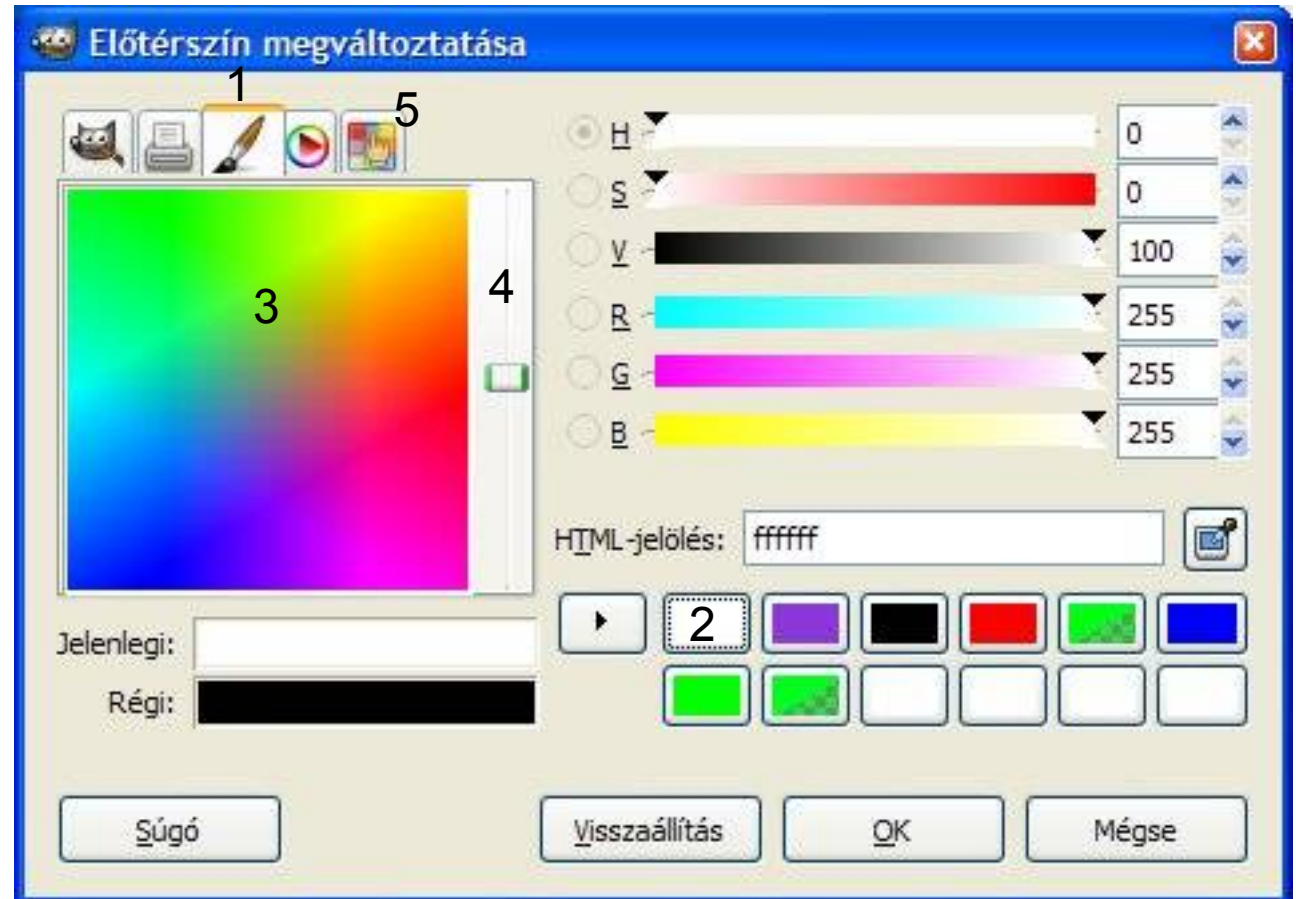 Előtérszín megváltoztatása
1
5
H 0
S 0
V 100
R 255
G 255
B 255
3
4
HTML-jelölés: ffffff
2
Jelenlegi:
Régi:
Súgó Visszaállítás OK Mégse